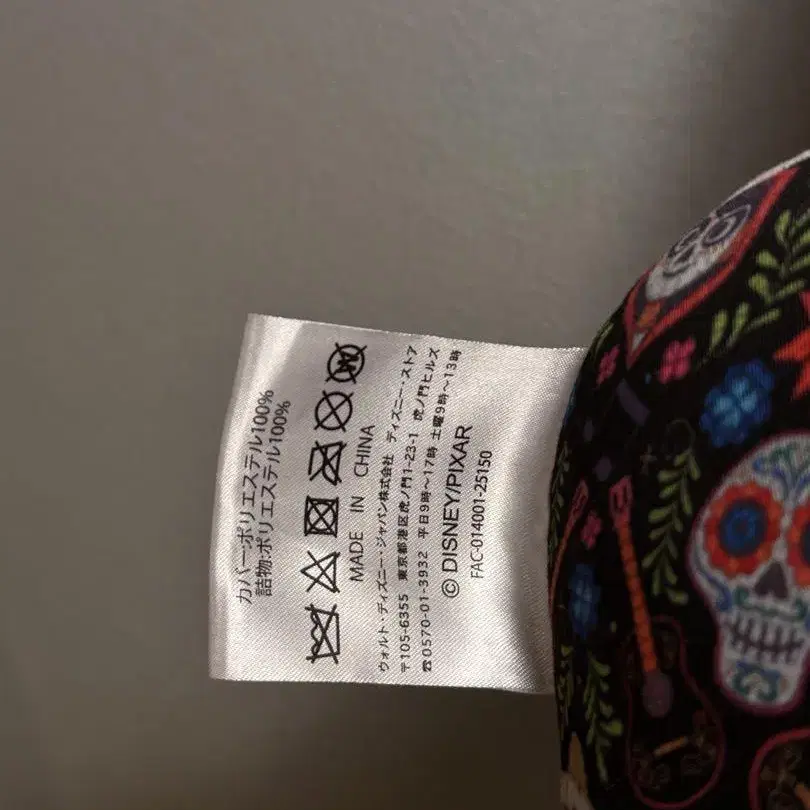 カバー:ポリエステル100%
詰物:ポリエステル100%
MADE IN CHINA
ウォルト・ディズニー・ジャパン株式会社 ディズニー・ストア
〒105-6355 東京都港区虎ノ門1-23-1 虎ノ門ヒルズ
☎0570-01-3932 平日9時〜17時 土曜9時〜13時
© DISNEY/PIXAR
FAC-014001-25150